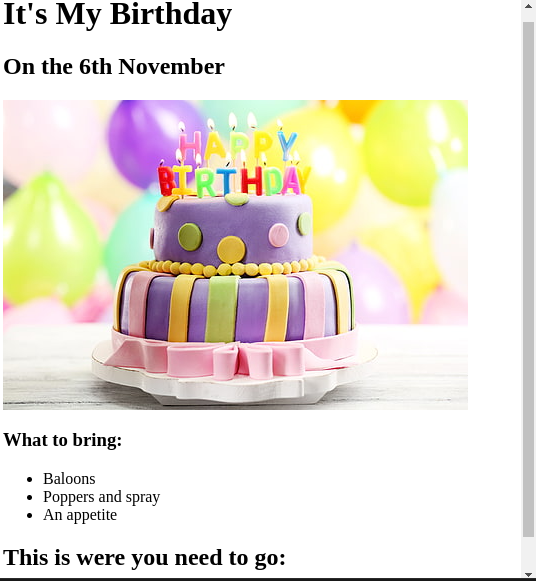 It's My Birthday
On the 6th November
HAPPY
BIRTHDAY
What to bring:
Baloons
Poppers and spray
An appetite
This is were you need to go: